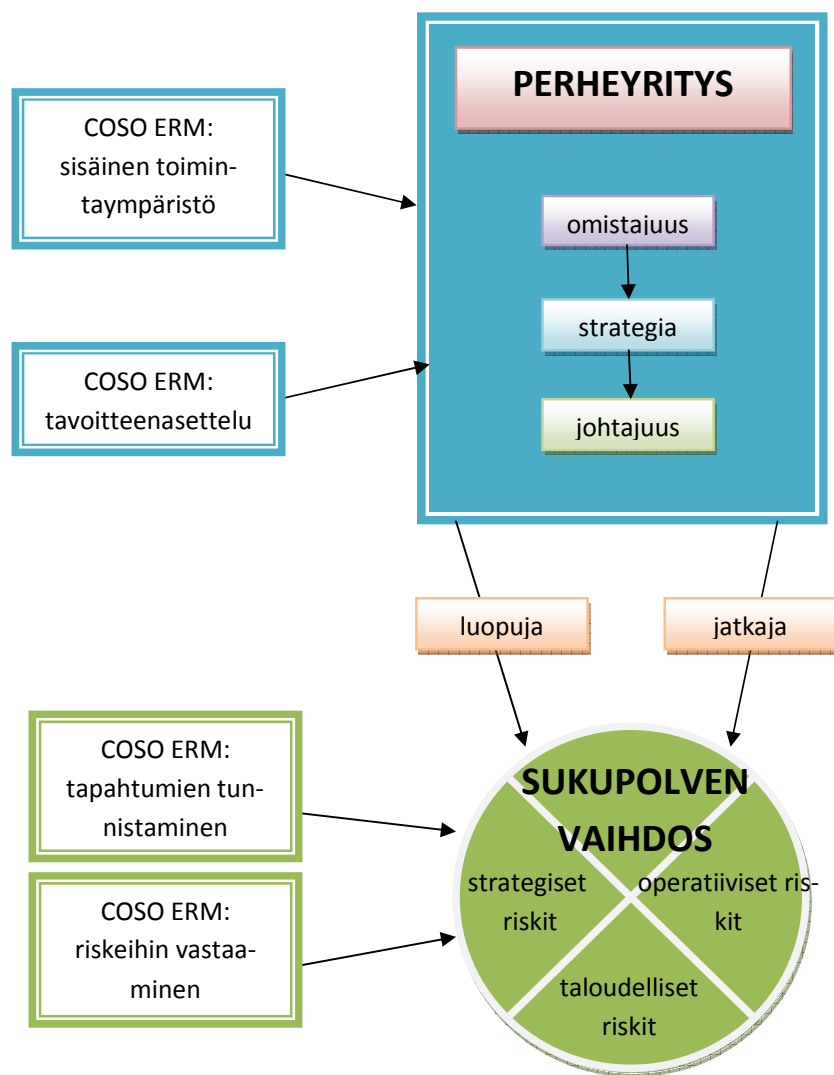 PERHEYRITYS
COSO ERM:
sisäinen toimin-
taympäristö
omistajuus
strategia
COSO ERM:
tavoitteenasettelu
johtajuus
luopuja
jatkaja
COSO ERM:
tapahtumien tun-
nistaminen
SUKUPOLVEN
VAIHDOS
strategiset
riskit
operatiiviset ris-
kit
COSO ERM:
riskeihin vastaa-
minen
taloudelliset
riskit